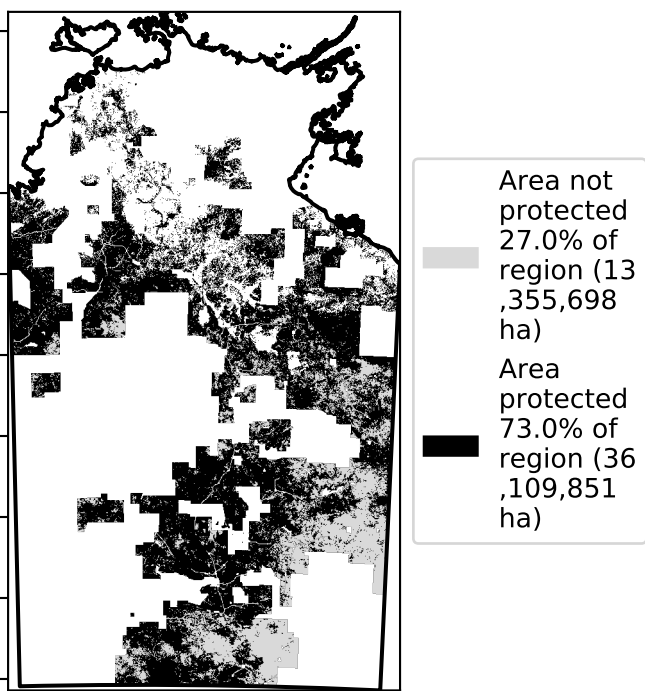 Area not
protected
27.0% of
region (13
,355,698
ha)
Area
protected
73.0% of
region (36
,109,851
ha)